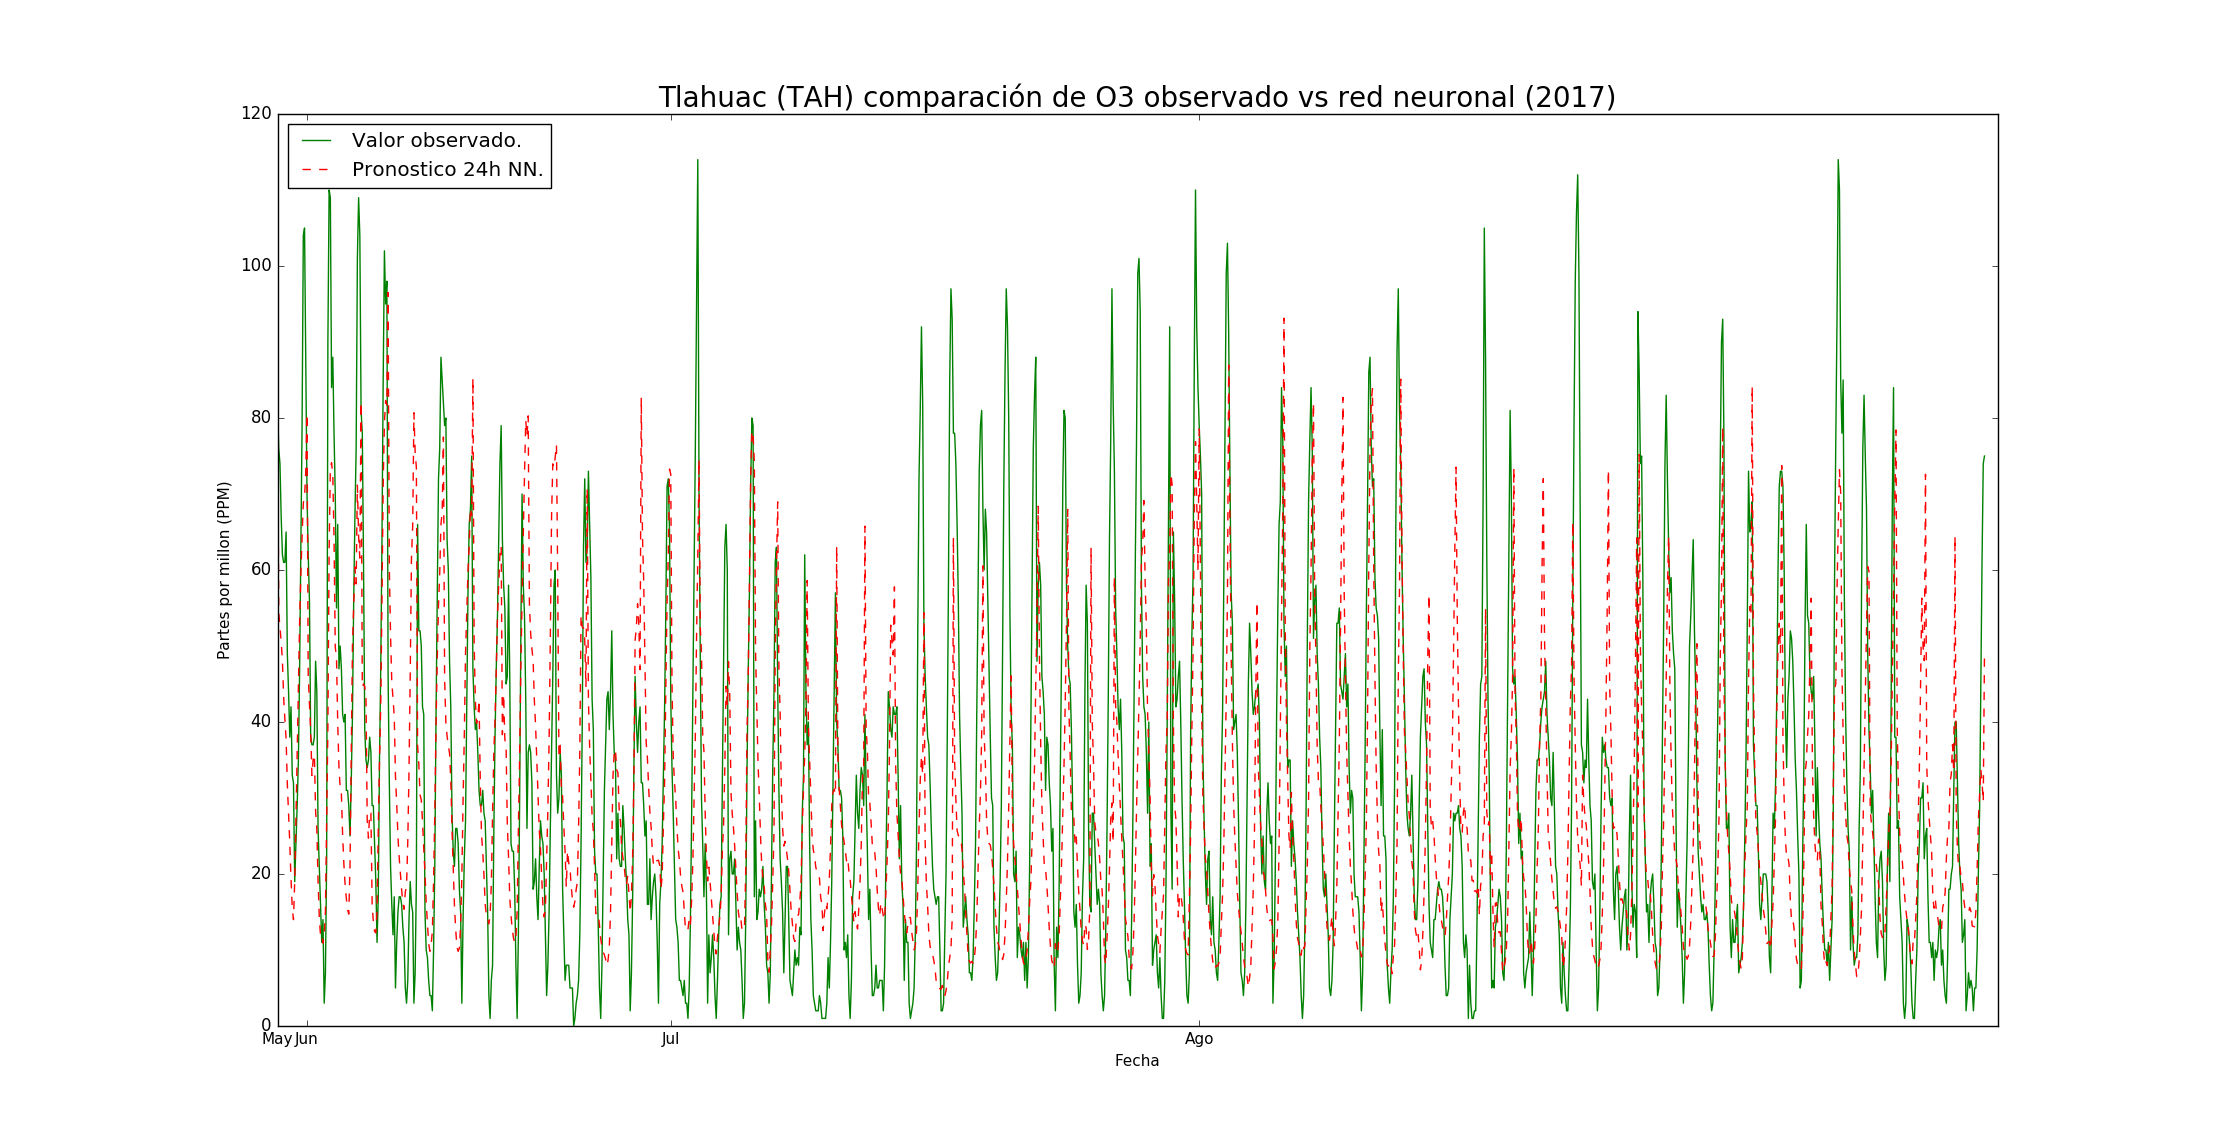 Tlahuac (TAH) comparación de O3 observado vs red neuronal (2017)
Valor observado.
Pronostico 24h NN.
Partes por millon (PPM)
120
100
80
60
40
20
0
May Jun Jul Ago
Fecha